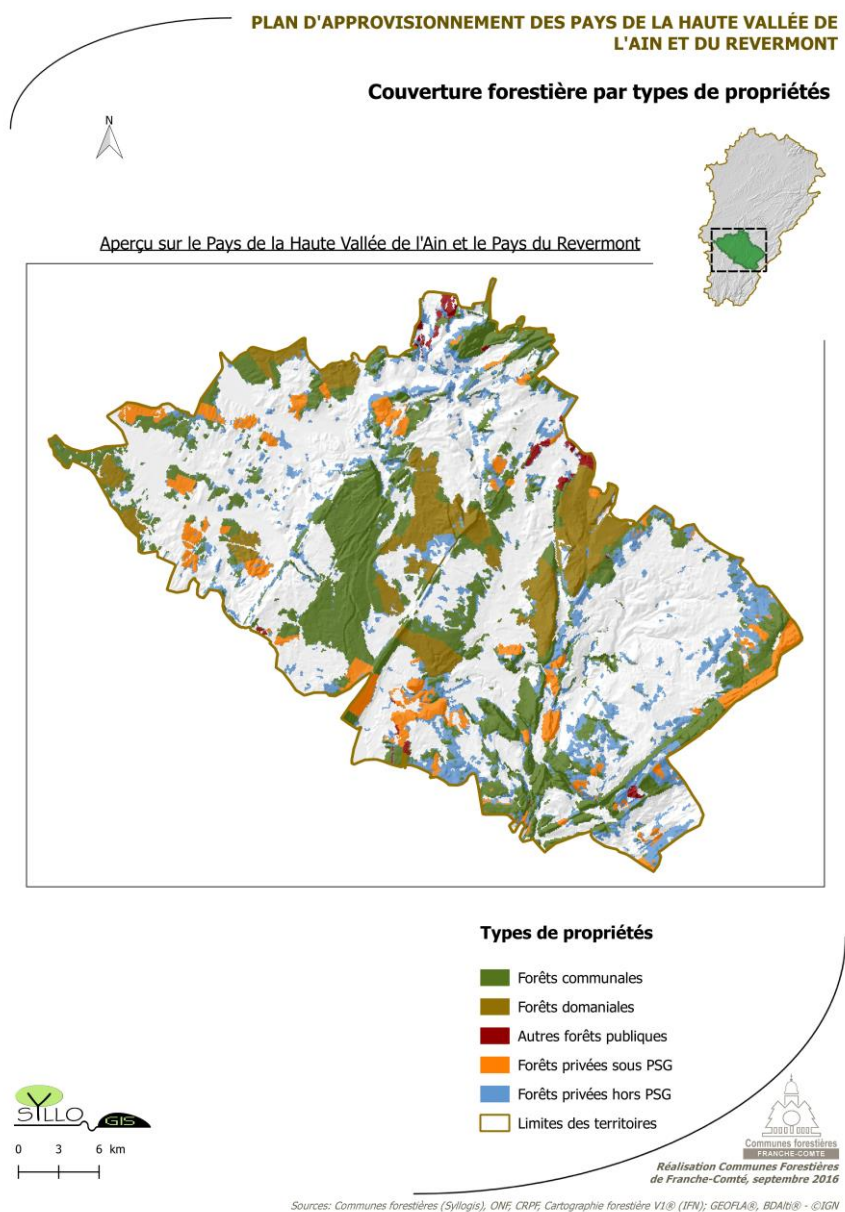 PLAN D'APPROVISIONNEMENT DES PAYS DE LA HAUTE VALLÉE DE
L'AIN ET DU REVERMONT
Couverture forestière par types de propriétés
N
Aperçu sur le Pays de la Haute Vallée de l'Ain et le Pays du Revermont
Types de propriétés
Forêts communales
Forêts domaniales
Autres forêts publiques
Forêts privées sous PSG
Forêts privées hors PSG
Limites des territoires
SYLLO GIS
0 3 6 km
Communes forestières
FRANCHE-COMTE
Réalisation Communes Forestières
de Franche-Comté, septembre 2016
Sources: Communes forestières (Syllogis), ONF, CRPF, Cartographie forestière V1® (IFN); GEOFLA®, BDAlti® - ©IGN